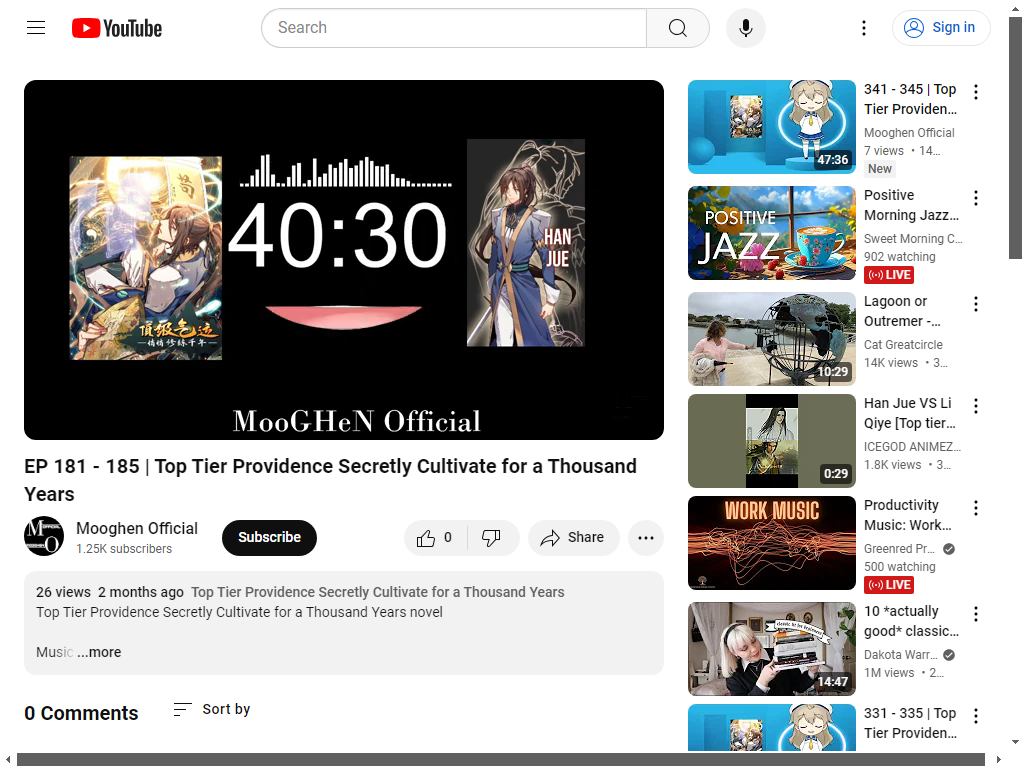 YouTube
Search
Sign in
40:30
HAN
JUE
頂級气运
悄悄修練千年
MooGHeN Official
EP 181 - 185 | Top Tier Providence Secretly Cultivate for a Thousand
Years
Mooghen Official
1.25K subscribers
Subscribe
0
Share
26 views 2 months ago Top Tier Providence Secretly Cultivate for a Thousand Years
Top Tier Providence Secretly Cultivate for a Thousand Years novel
Music ...more
0 Comments
Sort by
47:36
341 - 345 | Top
Tier Providen...
Mooghen Official
7 views • 14...
New
POSITIVE
JAZZ
Positive
Morning Jazz...
Sweet Morning C...
902 watching
LIVE
10:29
Lagoon or
Outremer -...
Cat Greatcircle
14K views • 3...
0:29
Han Jue VS Li
Qiye [Top tier...
ICEGOD ANIMEZ...
1.8K views • 3...
WORK MUSIC
Productivity
Music: Work...
Greenred Pr...
500 watching
LIVE
14:47
10 *actually
good* classic...
Dakota Warr...
1M views • 2...
331 - 335 | Top
Tier Providen...